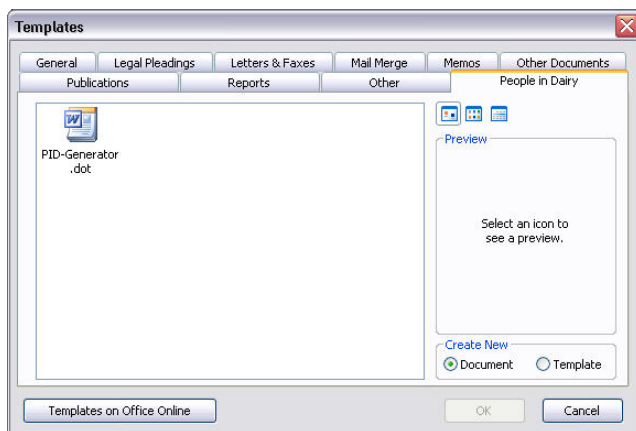 Templates
General Legal Pleadings Letters & Faxes Mail Merge Memos Other Documents
Publications Reports Other People in Dairy
PID-Generator
.dot
Preview
Select an icon to
see a preview.
Create New
Document Template
Templates on Office Online OK Cancel